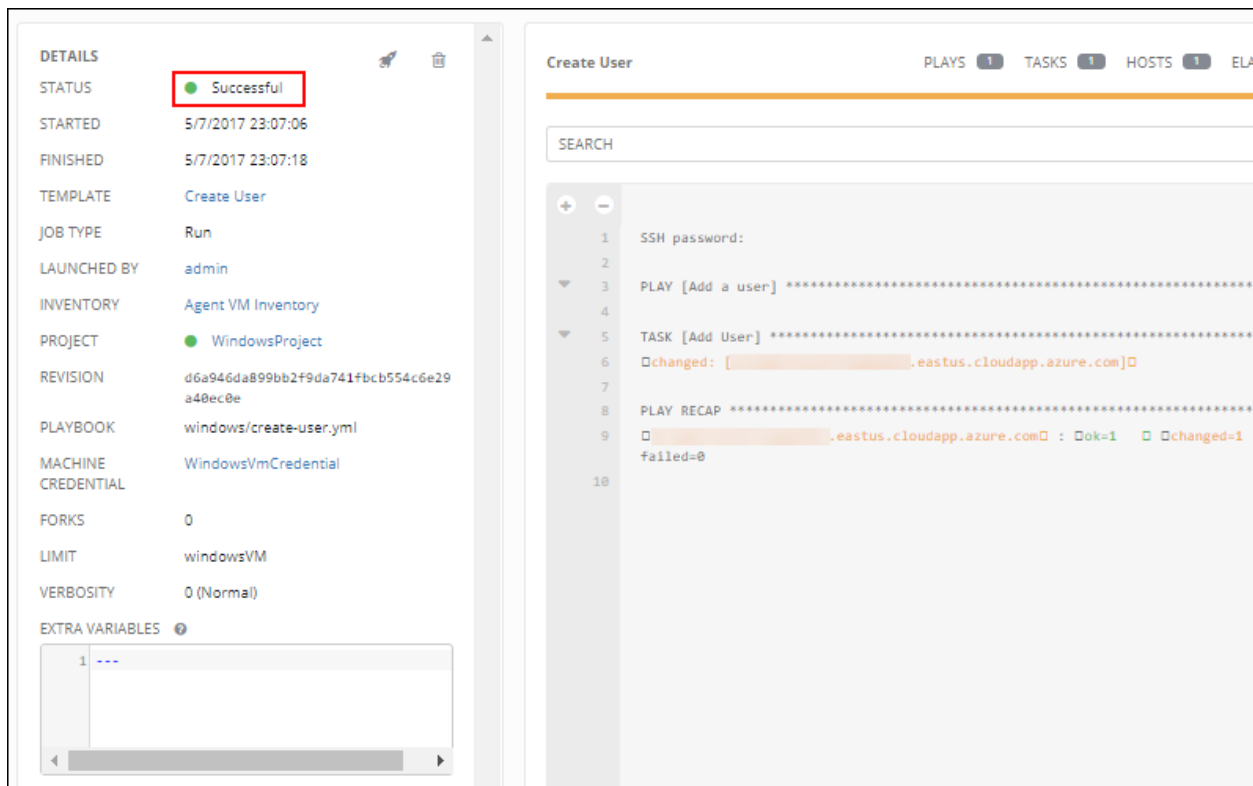 DETAILS
STATUS Successful
STARTED 5/7/2017 23:07:06
FINISHED 5/7/2017 23:07:18
TEMPLATE Create User
JOB TYPE Run
LAUNCHED BY admin
INVENTORY Agent VM Inventory
PROJECT WindowsProject
REVISION d6a946da899bb2f9da741fbcb554c6e29
a40ec0e
PLAYBOOK windows/create-user.yml
MACHINE WindowsVmCredential
CREDENTIAL
FORKS 0
LIMIT windowsVM
VERBOSITY 0 (Normal)
EXTRA VARIABLES ?
1 ---
Create User PLAYS 1 TASKS 1 HOSTS 1 ELA
SEARCH
+ −
1 SSH password:
2
3 PLAY [Add a user] **********************************************************
4
5 TASK [Add User] ************************************************************
6 □changed: [ .eastus.cloudapp.azure.com]□
7
8 PLAY RECAP *****************************************************************
9 □ .eastus.cloudapp.azure.com□ : □ok=1 □ □changed=1
failed=0
10